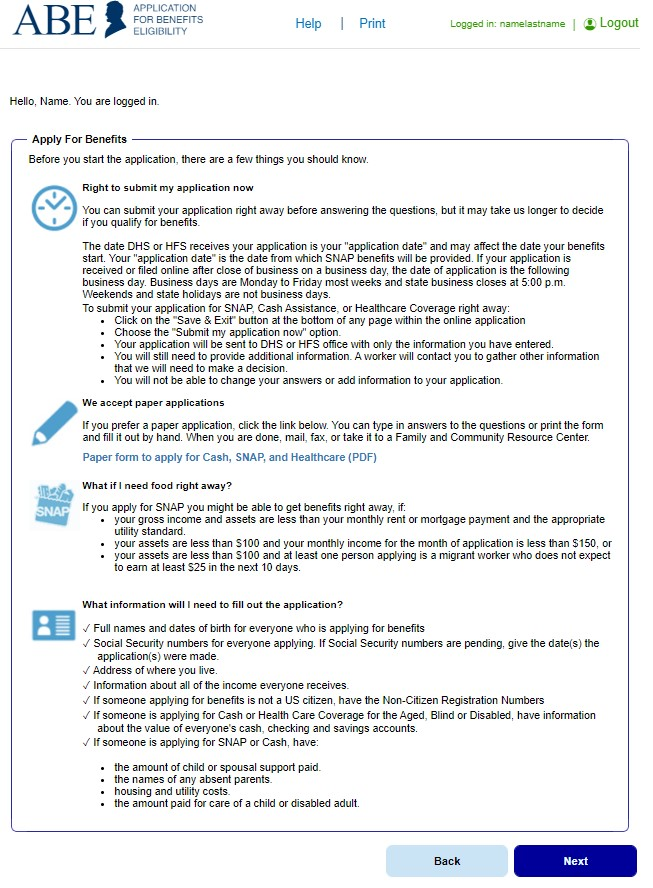 ABE APPLICATION
FOR BENEFITS
ELIGIBILITY
Help | Print
Logged in: namelastname | Logout
Hello, Name. You are logged in.
Apply For Benefits
Before you start the application, there are a few things you should know.
Right to submit my application now
You can submit your application right away before answering the questions, but it may take us longer to decide
if you qualify for benefits.
The date DHS or HFS receives your application is your "application date" and may affect the date your benefits
start. Your "application date" is the date from which SNAP benefits will be provided. If your application is
received or filed online after close of business on a business day, the date of application is the following
business day. Business days are Monday to Friday most weeks and state business closes at 5:00 p.m.
Weekends and state holidays are not business days.
To submit your application for SNAP, Cash Assistance, or Healthcare Coverage right away:
• Click on the "Save & Exit" button at the bottom of any page within the online application
• Choose the "Submit my application now" option.
• Your application will be sent to DHS or HFS office with only the information you have entered.
• You will still need to provide additional information. A worker will contact you to gather other information
that we will need to make a decision.
• You will not be able to change your answers or add information to your application.
We accept paper applications
If you prefer a paper application, click the link below. You can type in answers to the questions or print the form
and fill it out by hand. When you are done, mail, fax, or take it to a Family and Community Resource Center.
Paper form to apply for Cash, SNAP, and Healthcare (PDF)
SNAP
What if I need food right away?
If you apply for SNAP you might be able to get benefits right away, if:
• your gross income and assets are less than your monthly rent or mortgage payment and the appropriate
utility standard.
• your assets are less than $100 and your monthly income for the month of application is less than $150, or
• your assets are less than $100 and at least one person applying is a migrant worker who does not expect
to earn at least $25 in the next 10 days.
What information will I need to fill out the application?
✓ Full names and dates of birth for everyone who is applying for benefits
✓ Social Security numbers for everyone applying. If Social Security numbers are pending, give the date(s) the
application(s) were made.
✓ Address of where you live.
✓ Information about all of the income everyone receives.
✓ If someone applying for benefits is not a US citizen, have the Non-Citizen Registration Numbers
✓ If someone is applying for Cash or Health Care Coverage for the Aged, Blind or Disabled, have information
about the value of everyone's cash, checking and savings accounts.
✓ If someone is applying for SNAP or Cash, have:
• the amount of child or spousal support paid.
• the names of any absent parents.
• housing and utility costs.
• the amount paid for care of a child or disabled adult.
Back
Next